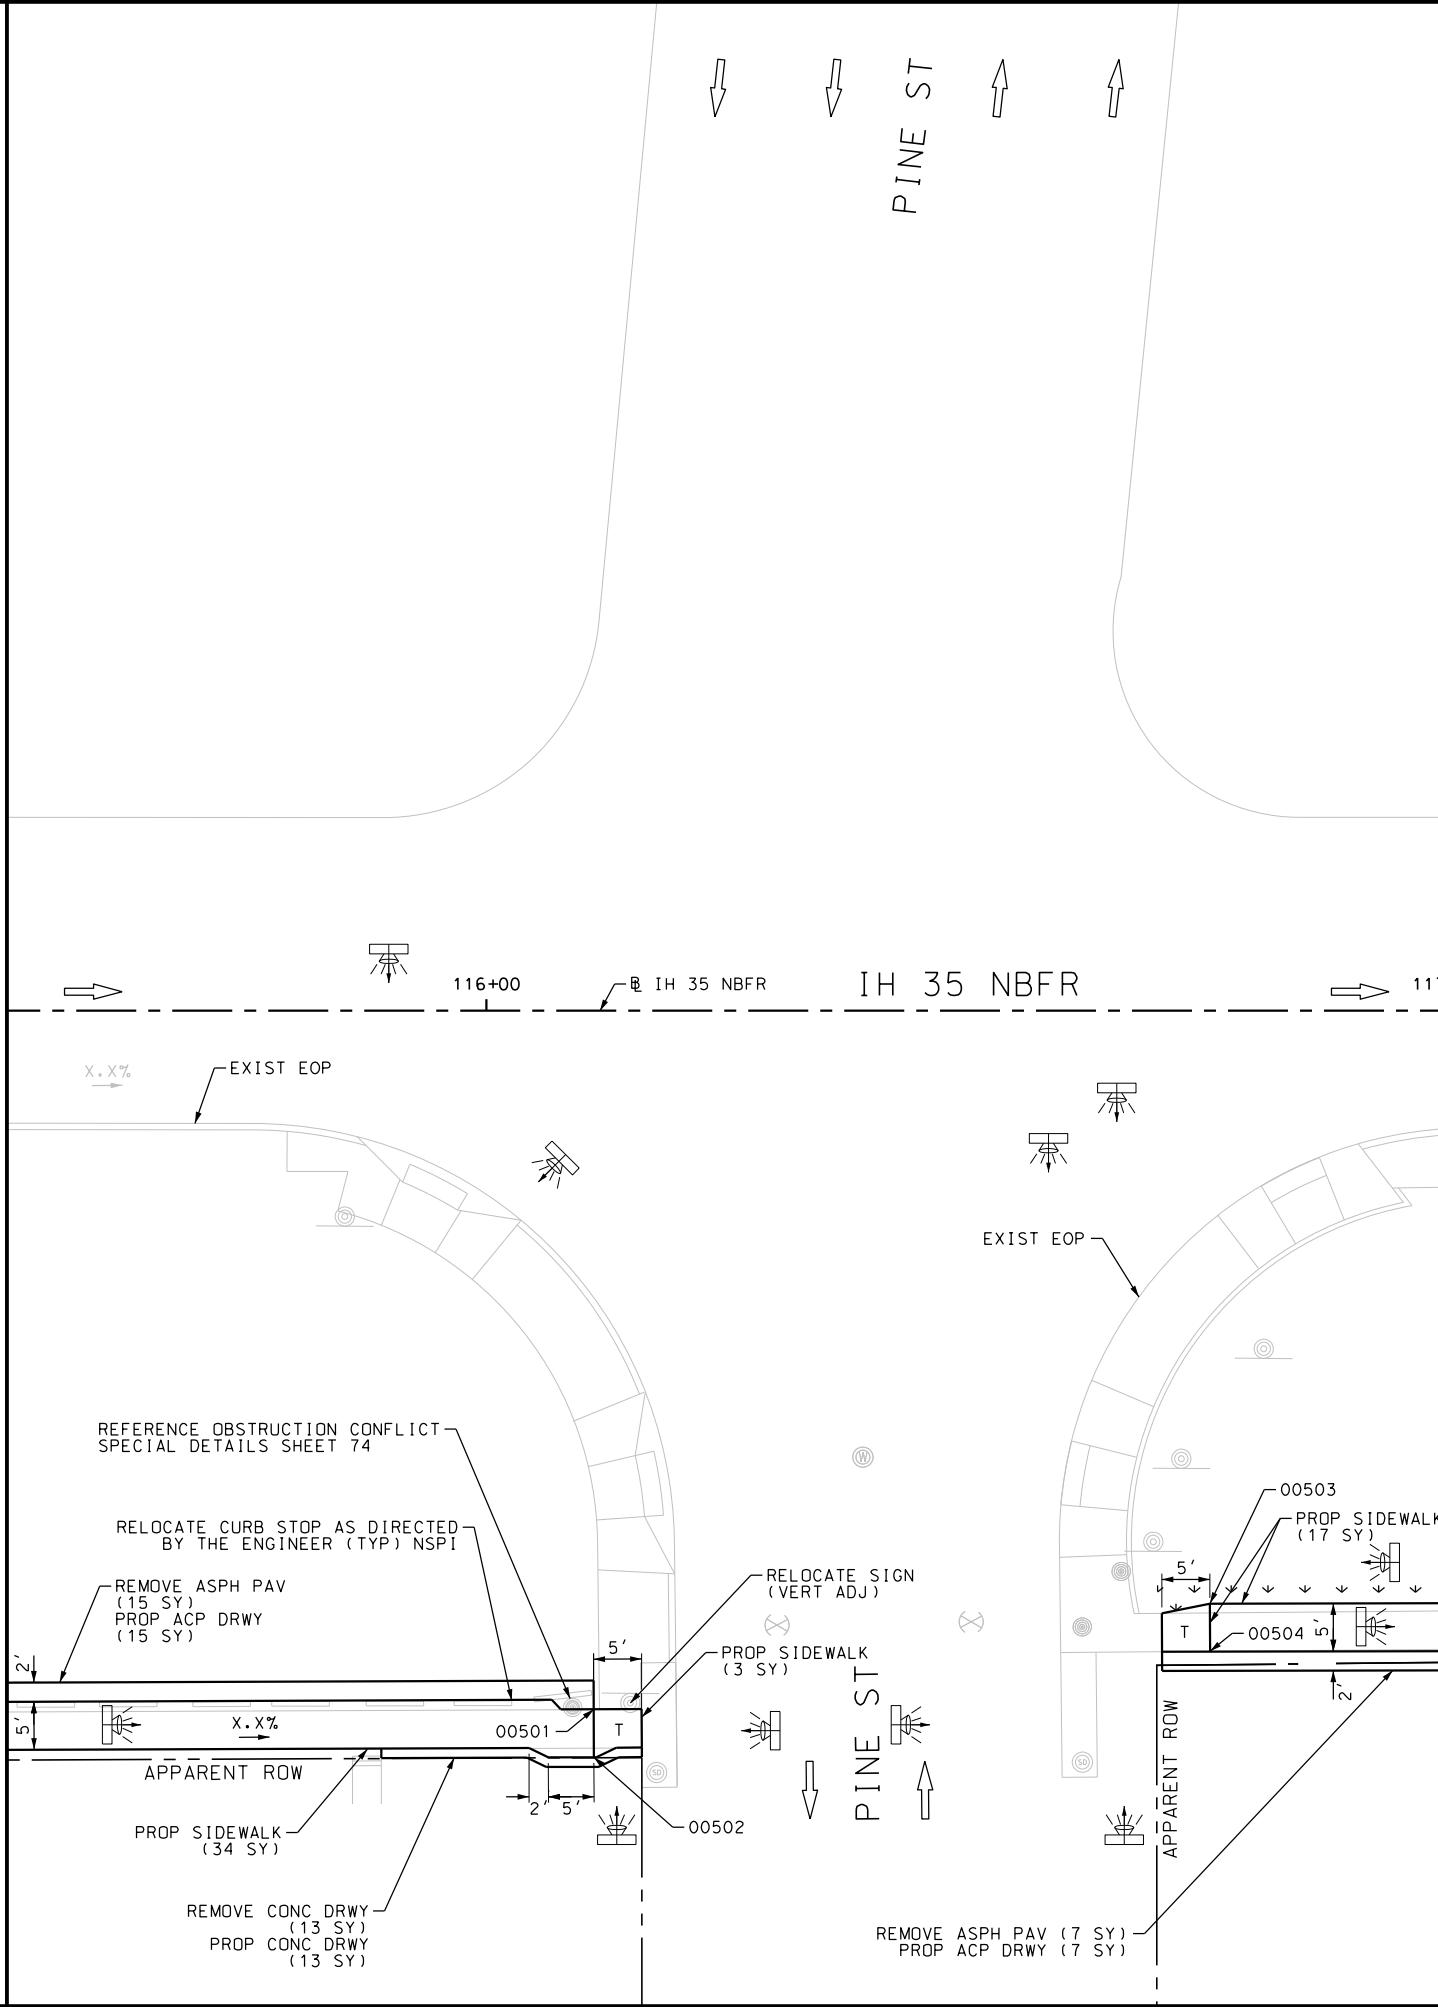 PINE ST
116+00
℄ IH 35 NBFR
IH 35 NBFR
X.X%
EXIST EOP
EXIST EOP
REFERENCE OBSTRUCTION CONFLICT
SPECIAL DETAILS SHEET 74
W
00503
PROP SIDEWALK
(17 SY)
RELOCATE CURB STOP AS DIRECTED
BY THE ENGINEER (TYP) NSPI
REMOVE ASPH PAV
(15 SY)
PROP ACP DRWY
(15 SY)
RELOCATE SIGN
(VERT ADJ)
5'
T
00504
5'
2'
PROP SIDEWALK
(3 SY)
5'
2'
5'
X.X%
00501
T
PINE ST
APPARENT ROW
APPARENT ROW
SD
SD
2'
5'
00502
PROP SIDEWALK
(34 SY)
REMOVE CONC DRWY
(13 SY)
PROP CONC DRWY
(13 SY)
REMOVE ASPH PAV (7 SY)
PROP ACP DRWY (7 SY)